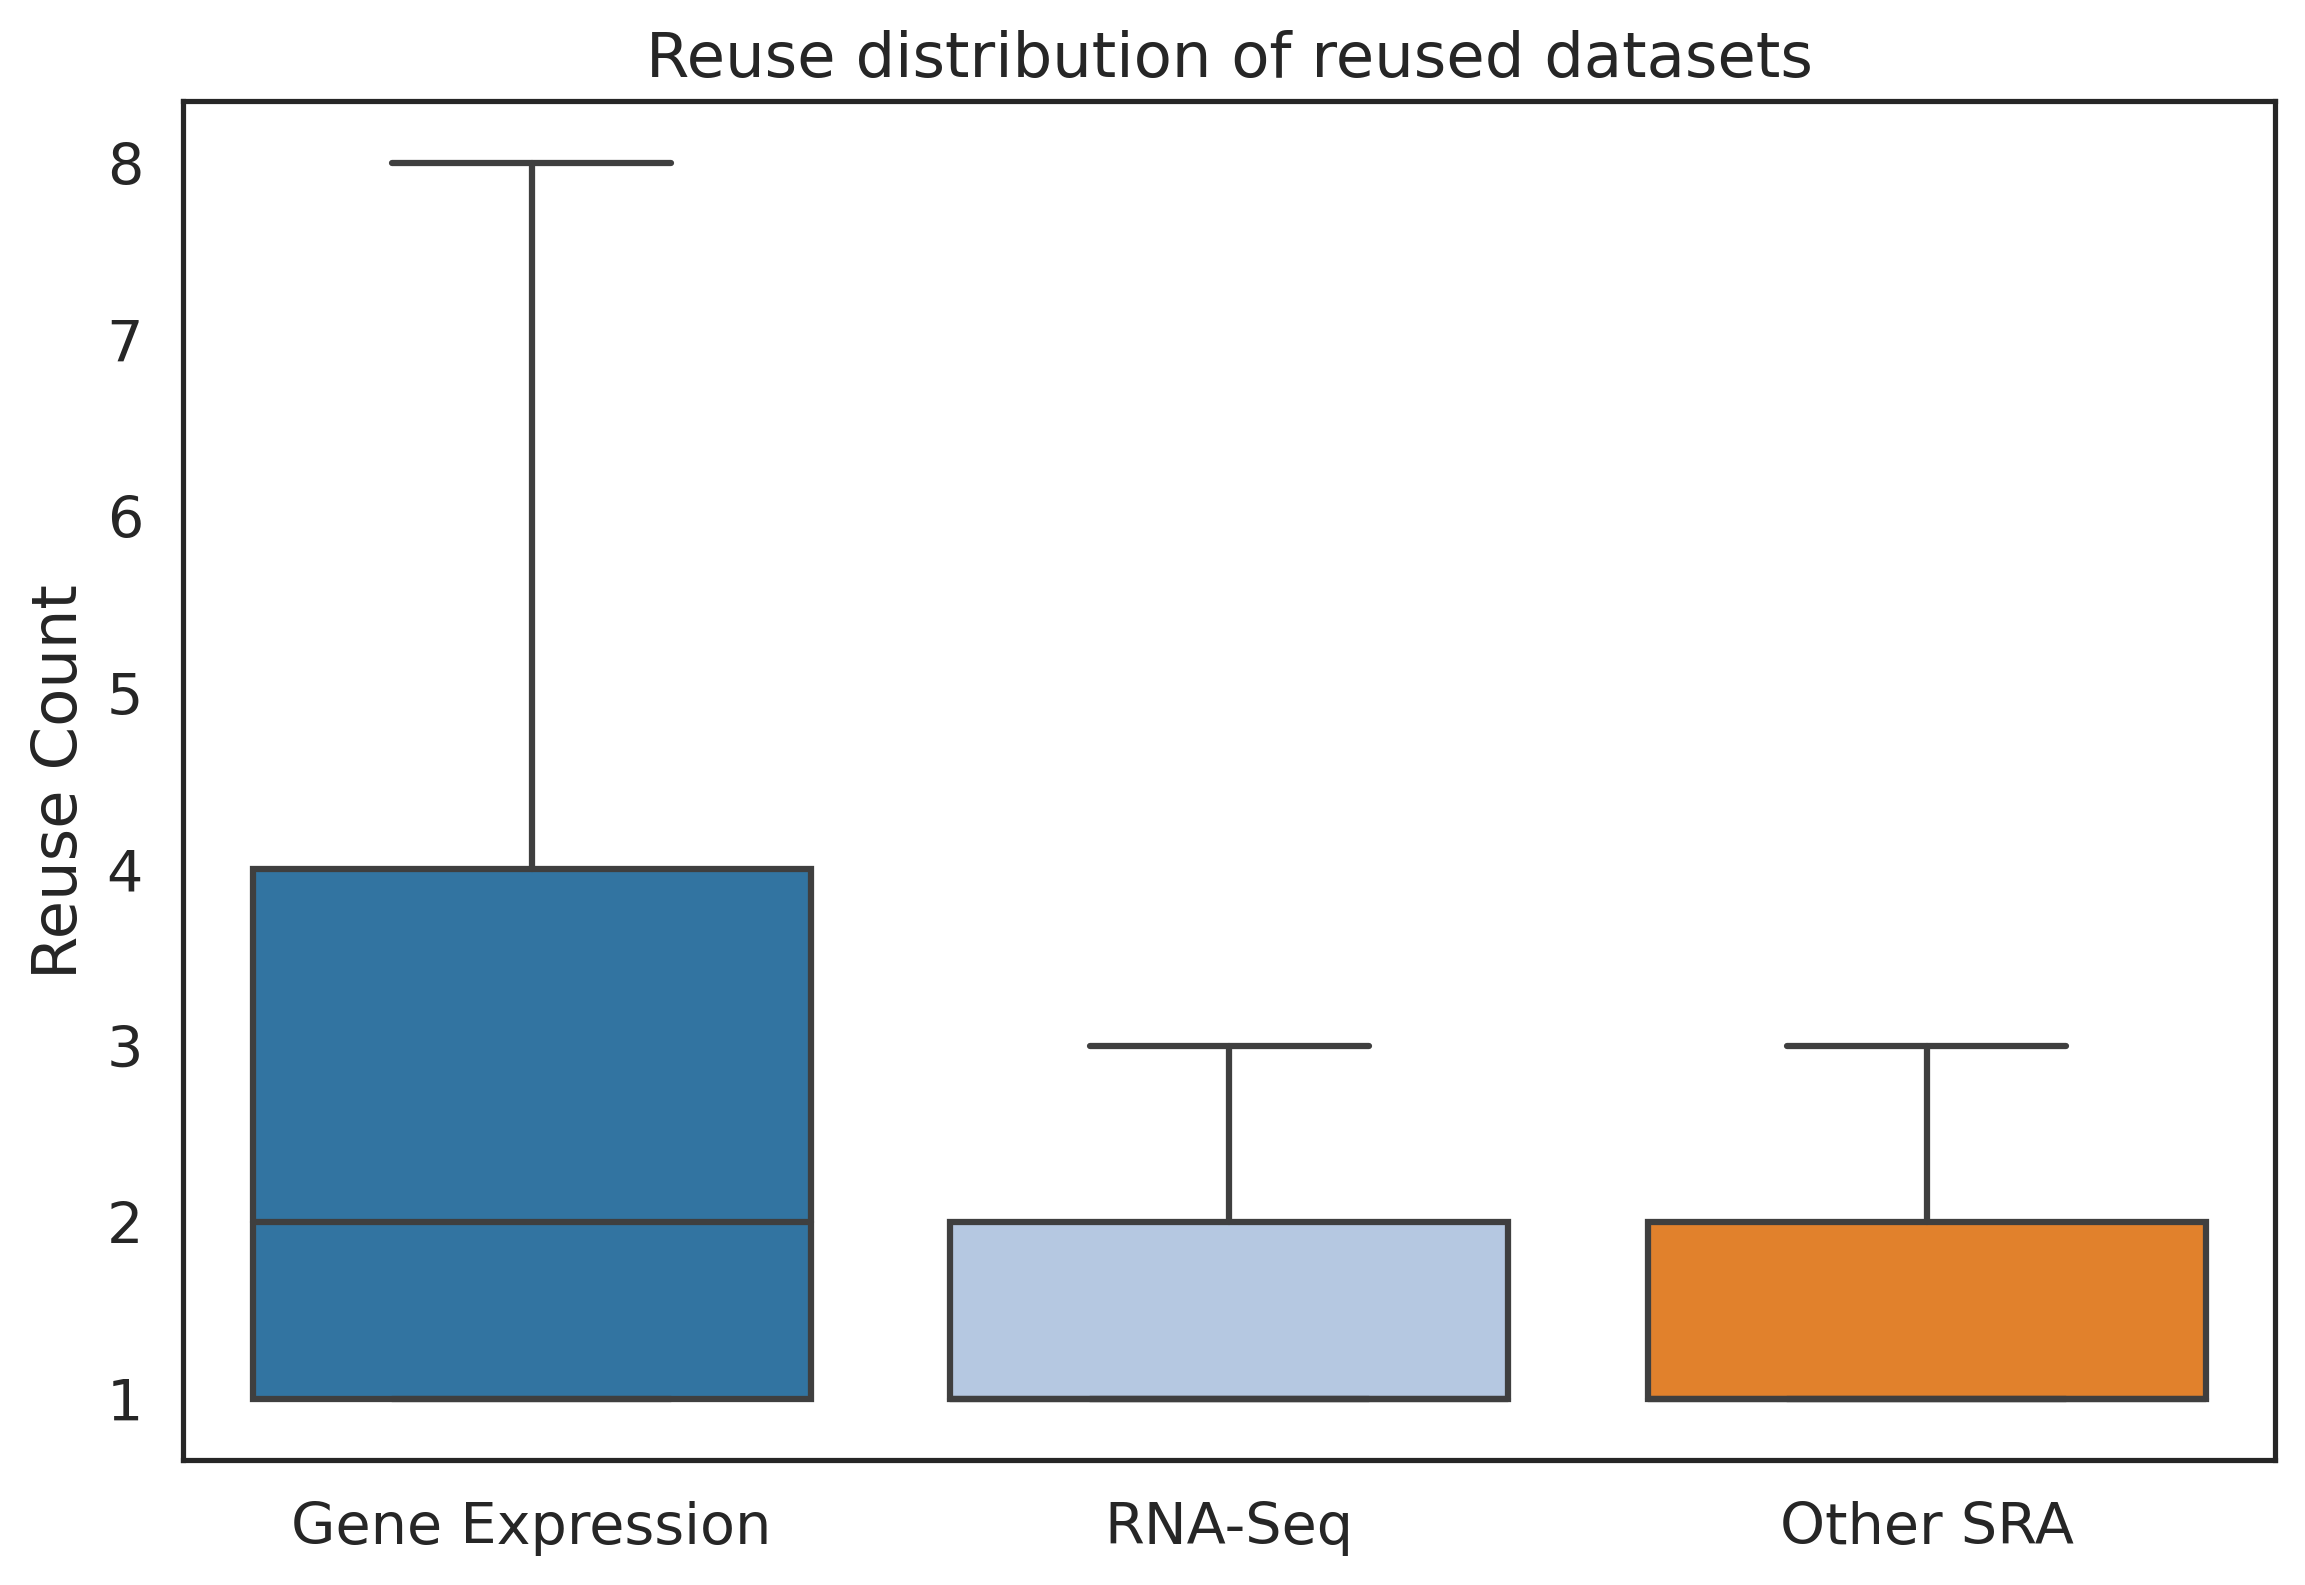 Reuse distribution of reused datasets
Reuse Count
8
7
6
5
4
3
2
1
Gene Expression
RNA-Seq
Other SRA